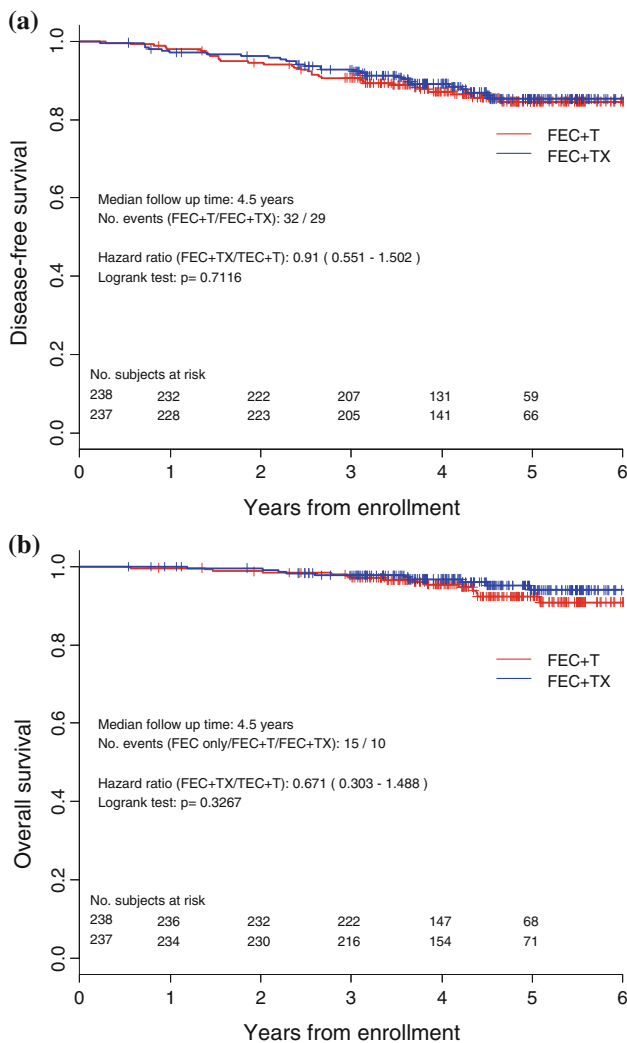 (a)
1.0
0.8
0.6
0.4
0.2
0.0
Disease-free survival
FEC+T
FEC+TX
Median follow up time: 4.5 years
No. events (FEC+T/FEC+TX): 32 / 29
Hazard ratio (FEC+TX/TEC+T): 0.91 ( 0.551 - 1.502 )
Logrank test: p= 0.7116
No. subjects at risk
238 232 222 207 131 59
237 228 223 205 141 66
0 1 2 3 4 5 6
Years from enrollment
(b)
1.0
0.8
0.6
0.4
0.2
0.0
Overall survival
FEC+T
FEC+TX
Median follow up time: 4.5 years
No. events (FEC only/FEC+T/FEC+TX): 15 / 10
Hazard ratio (FEC+TX/TEC+T): 0.671 ( 0.303 - 1.488 )
Logrank test: p= 0.3267
No. subjects at risk
238 236 232 222 147 68
237 234 230 216 154 71
0 1 2 3 4 5 6
Years from enrollment